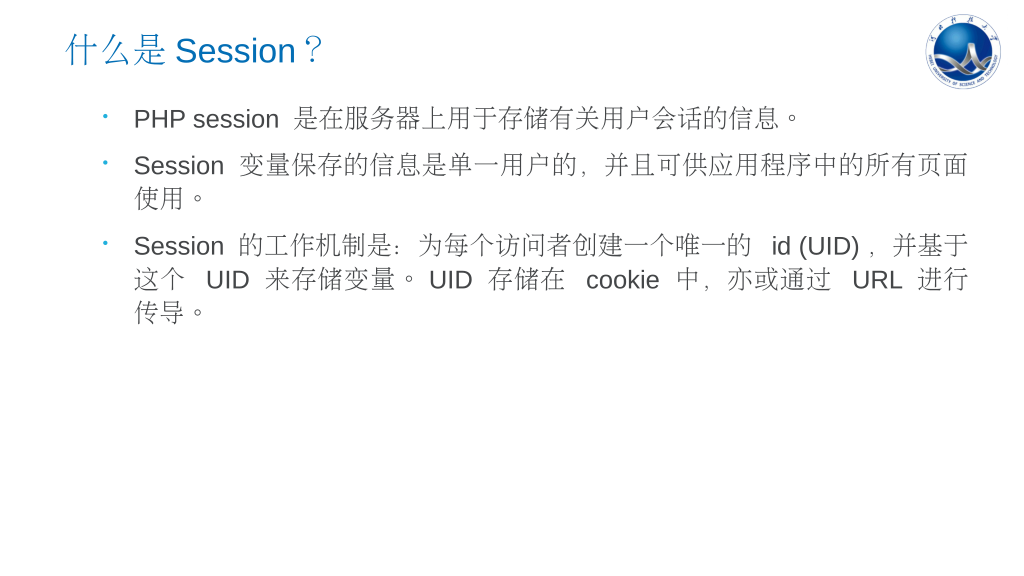 什么是 Session？
• PHP session 是在服务器上用于存储有关用户会话的信息。
• Session 变量保存的信息是单一用户的，并且可供应用程序中的所有页面
使用。
• Session 的工作机制是：为每个访问者创建一个唯一的 id (UID)，并基于
这个 UID 来存储变量。UID 存储在 cookie 中，亦或通过 URL 进行
传导。